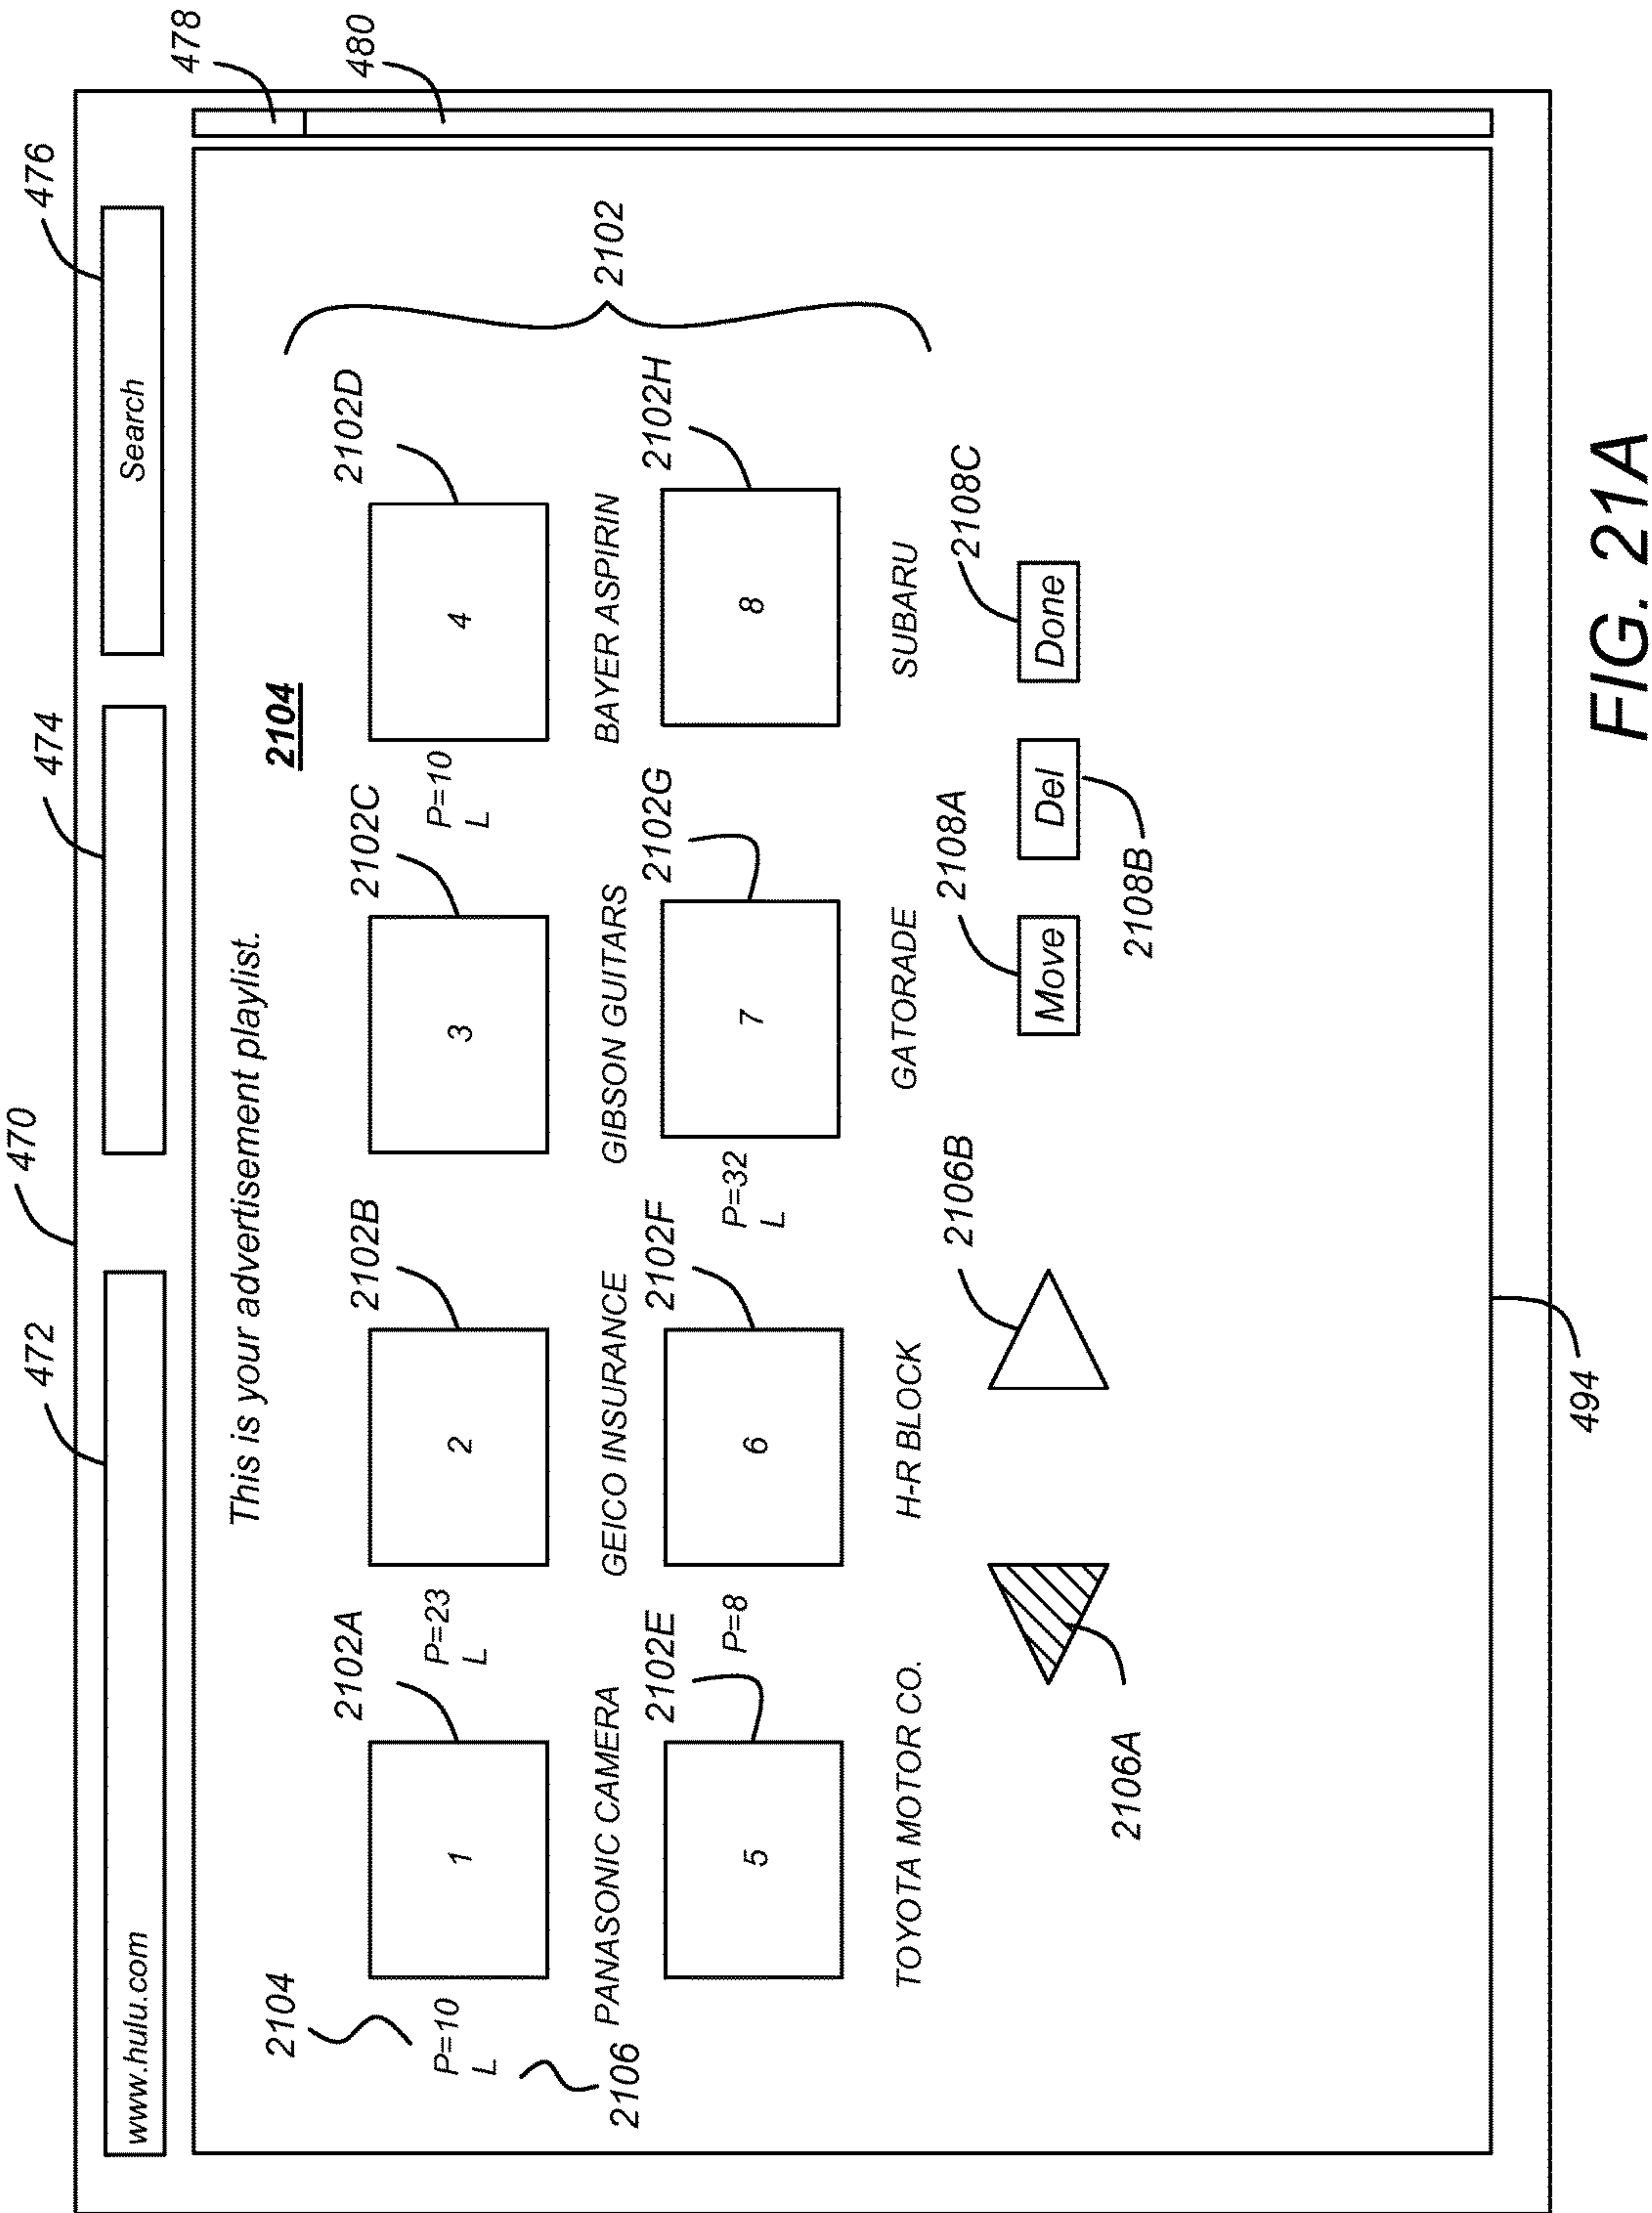 470
472
474
476
478
480
www.hulu.com
Search
This is your advertisement playlist.
2104
2104
2102A
2102B
2102C
2102D
P=10
L
1
P=23
L
2
3
P=10
L
4
2102
2106
PANASONIC CAMERA
GEICO INSURANCE
GIBSON GUITARS
BAYER ASPIRIN
2102E
2102F
2102G
2102H
5
P=8
6
P=32
L
7
8
TOYOTA MOTOR CO.
H-R BLOCK
GATORADE
SUBARU
2106B
2108A
2108C
Move
Del
Done
2106A
2108B
494
FIG. 21A